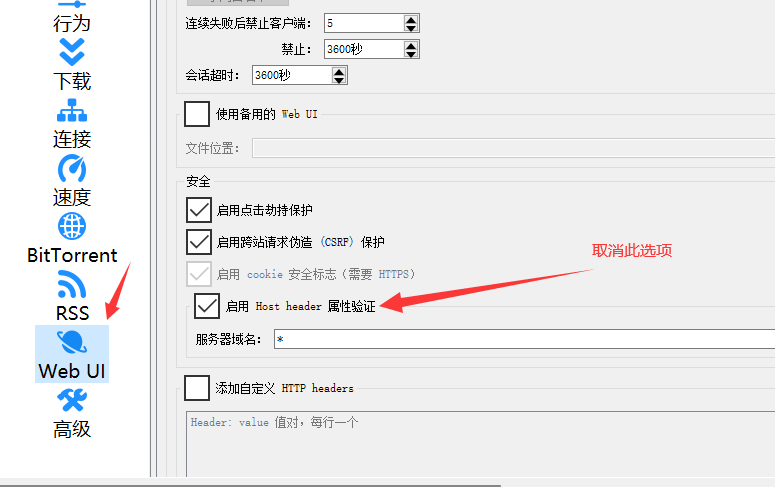 行为
下载
连接
速度
BitTorrent
RSS
Web UI
高级
连续失败后禁止客户端： 5
禁止： 3600秒
会话超时： 3600秒
使用备用的 Web UI
文件位置：
安全
启用点击劫持保护
启用跨站请求伪造 (CSRF) 保护
启用 cookie 安全标志（需要 HTTPS）
取消此选项
启用 Host header 属性验证
服务器域名： *
添加自定义 HTTP headers
Header: value 值对，每行一个